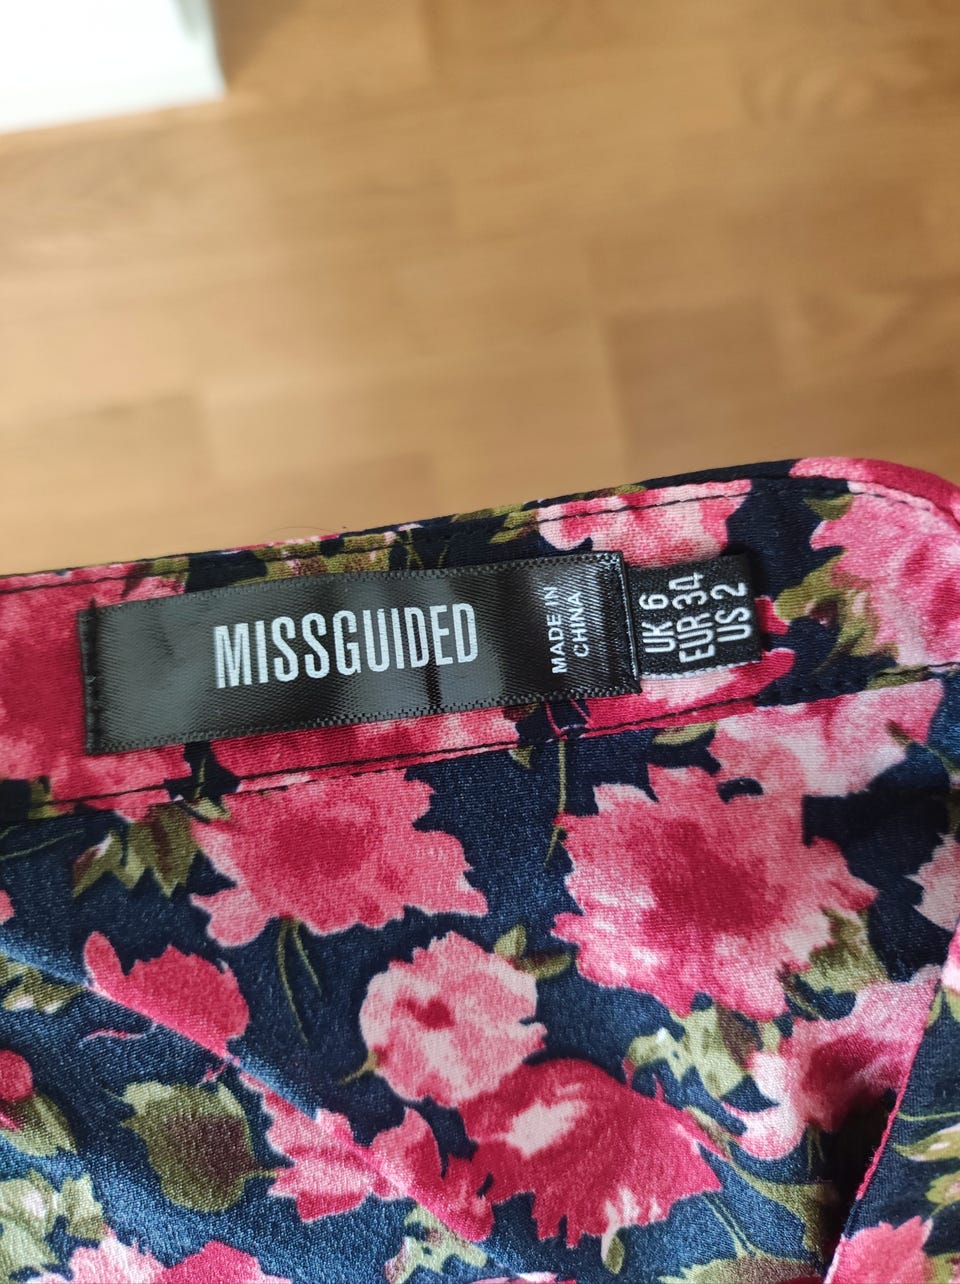 MISSGUIDED
MADE IN
CHINA
UK 6
EUR 34
US 2